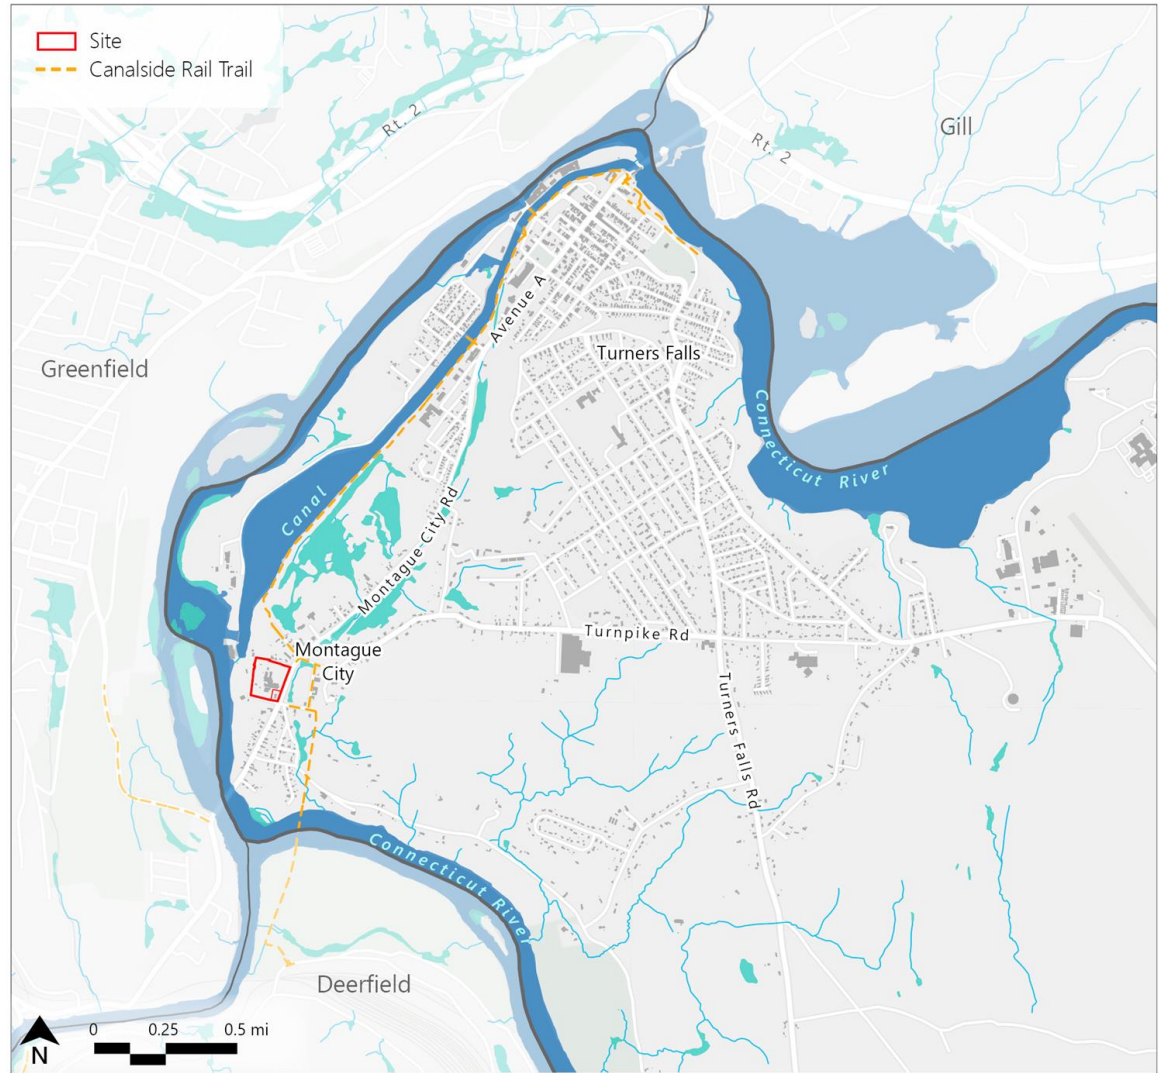 Site
Canalside Rail Trail
Rt. 2
Gill
Rt. 2
Avenue A
Greenfield
Turners Falls
Connecticut River
Canal
Montague City Rd
Turnpike Rd
Montague
City
Turners Falls Rd
Connecticut River
Deerfield
0 0.25 0.5 mi
N